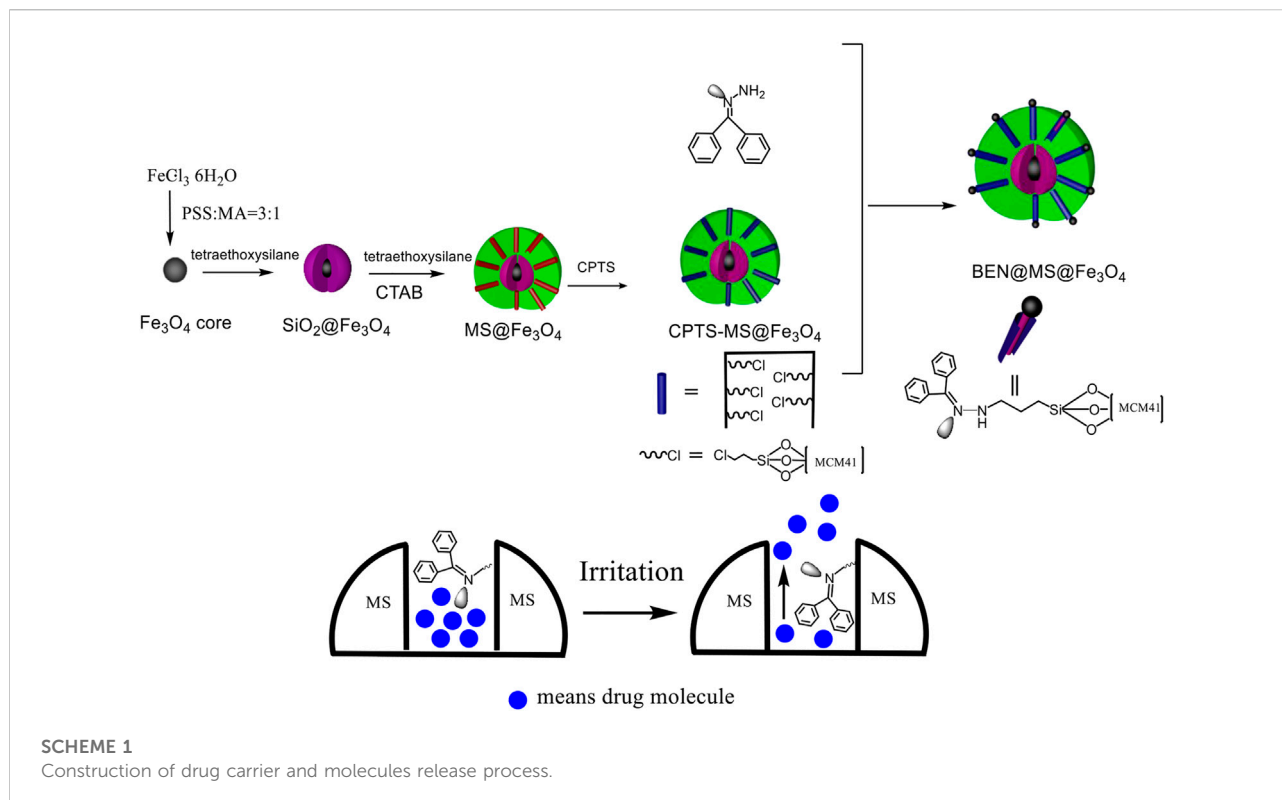 N
NH₂
FeCl₃ 6H₂O
PSS:MA=3:1
tetraethoxysilane
tetraethoxysilane
CTAB
CPTS
Fe₃O₄ core
SiO₂@Fe₃O₄
MS@Fe₃O₄
CPTS-MS@Fe₃O₄
BEN@MS@Fe₃O₄
=
Cl
Cl
Cl
Cl
Cl
Cl = Cl Si O O O MCM41
N N H Si O O O MCM41
MS N MS
Irritation
MS N MS
means drug molecule
SCHEME 1
Construction of drug carrier and molecules release process.